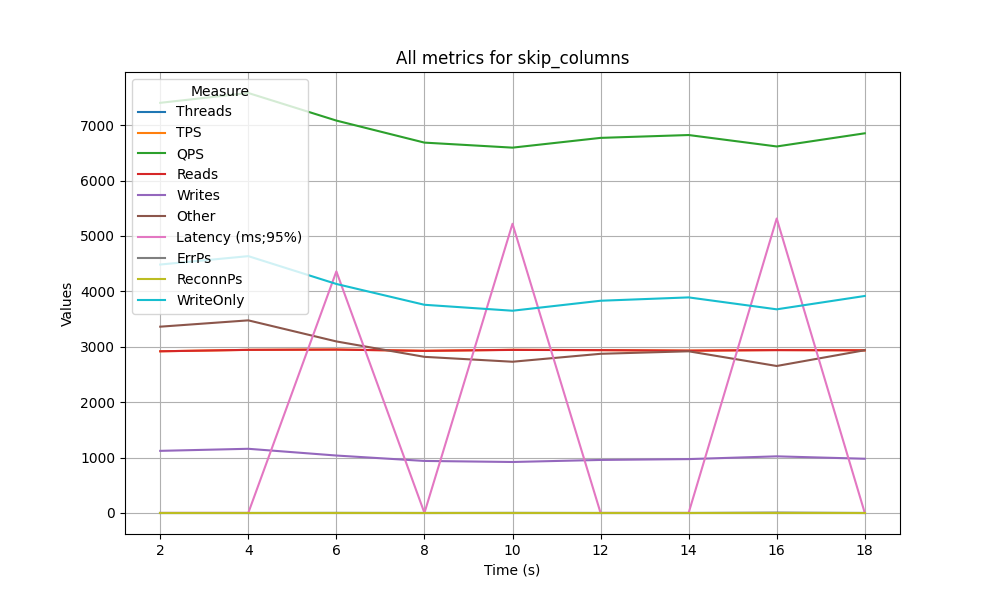 All metrics for skip_columns
Measure
Threads
TPS
QPS
Reads
Writes
Other
Latency (ms;95%)
ErrPs
ReconnPs
WriteOnly
Values
7000
6000
5000
4000
3000
2000
1000
0
2 4 6 8 10 12 14 16 18
Time (s)